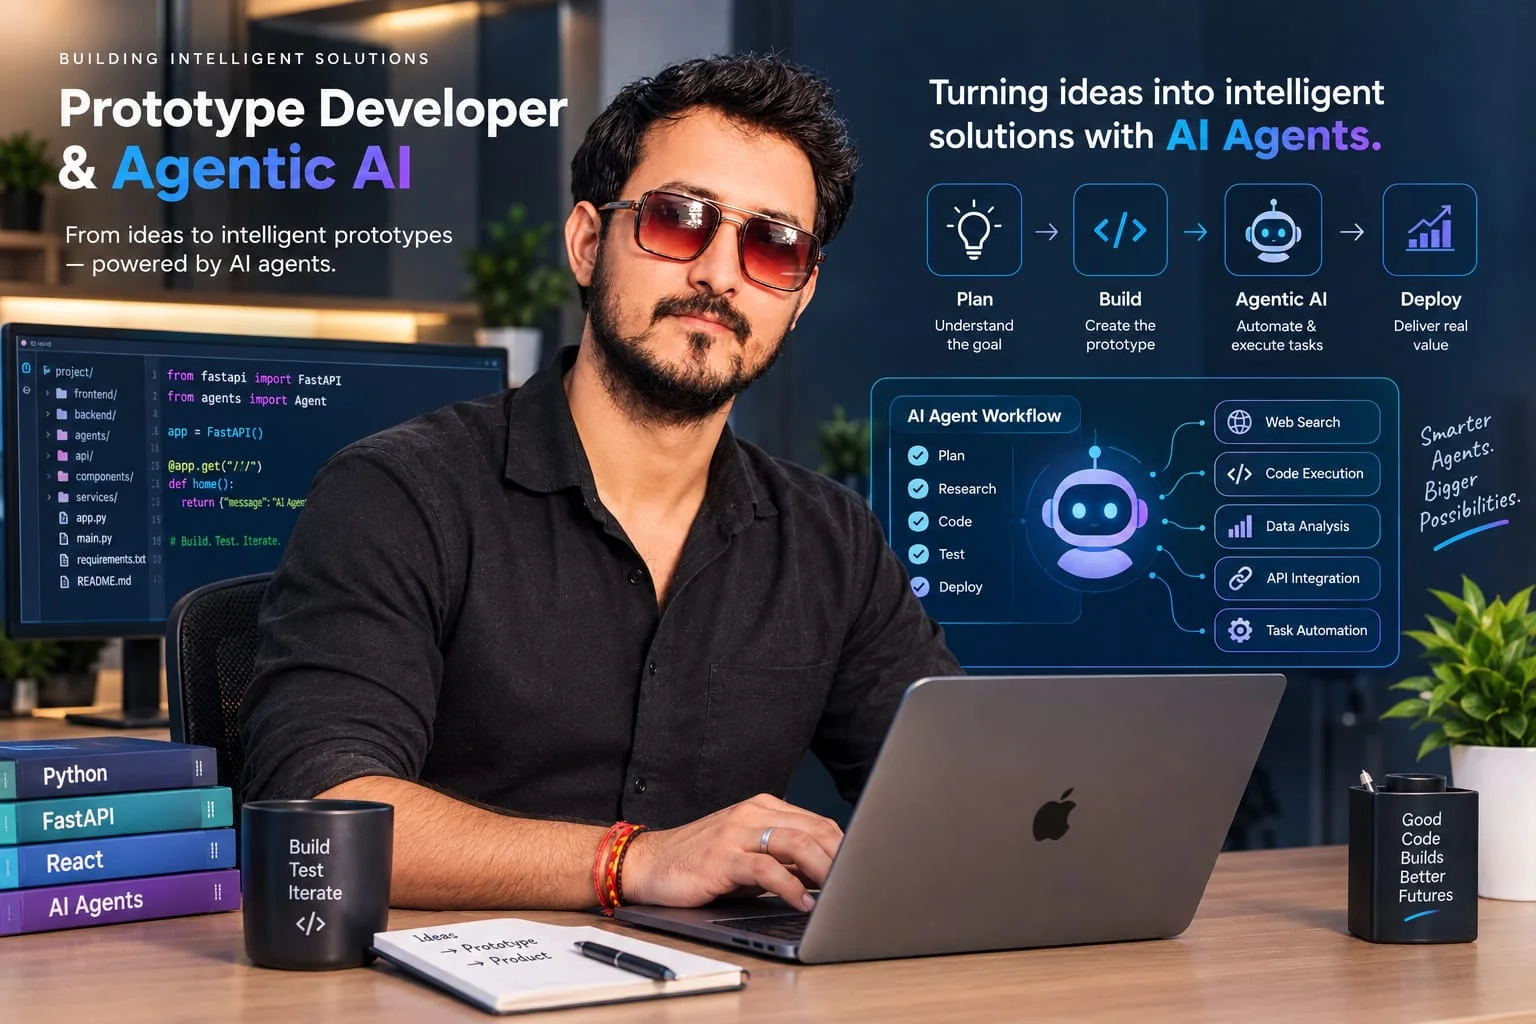 BUILDING INTELLIGENT SOLUTIONS
Prototype Developer
& Agentic AI
From ideas to intelligent prototypes
— powered by AI agents.
Turning ideas into intelligent
solutions with AI Agents.
Plan
Understand
the goal
Build
Create the
prototype
Agentic AI
Automate &
execute tasks
Deploy
Deliver real
value
AI Agent Workflow
Plan
Research
Code
Test
Deploy
Web Search
Code Execution
Data Analysis
API Integration
Task Automation
Smarter
Agents.
Bigger
Possibilities.
project/
frontend/
backend/
agents/
api/
components/
services/
app.py
main.py
requirements.txt
README.md
from fastapi import FastAPI
from agents import Agent
app = FastAPI()
@app.get("/")
def home():
return {"message":"AI Agent
# Build. Test. Iterate.
Python
FastAPI
React
AI Agents
Build
Test
Iterate
</>
Ideas
→ Prototype
→ Product
Good
Code
Builds
Better
Futures